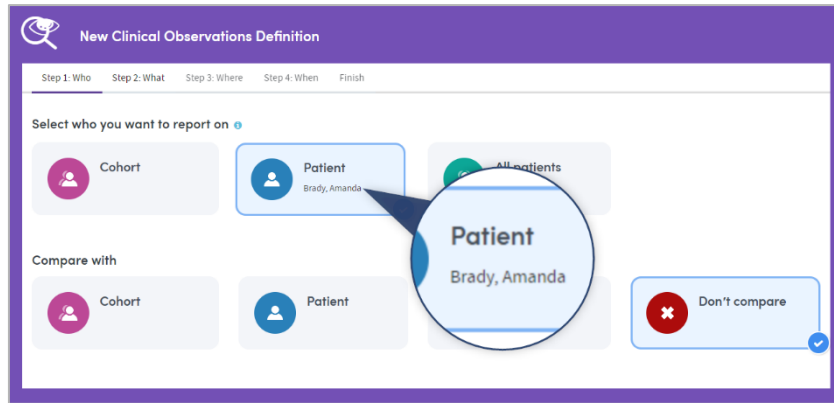 New Clinical Observations Definition
Step 1: Who Step 2: What Step 3: Where Step 4: When Finish
Select who you want to report on
Cohort
Patient
Brady, Amanda
All patients
Patient
Brady, Amanda
Compare with
Cohort
Patient
Don't compare